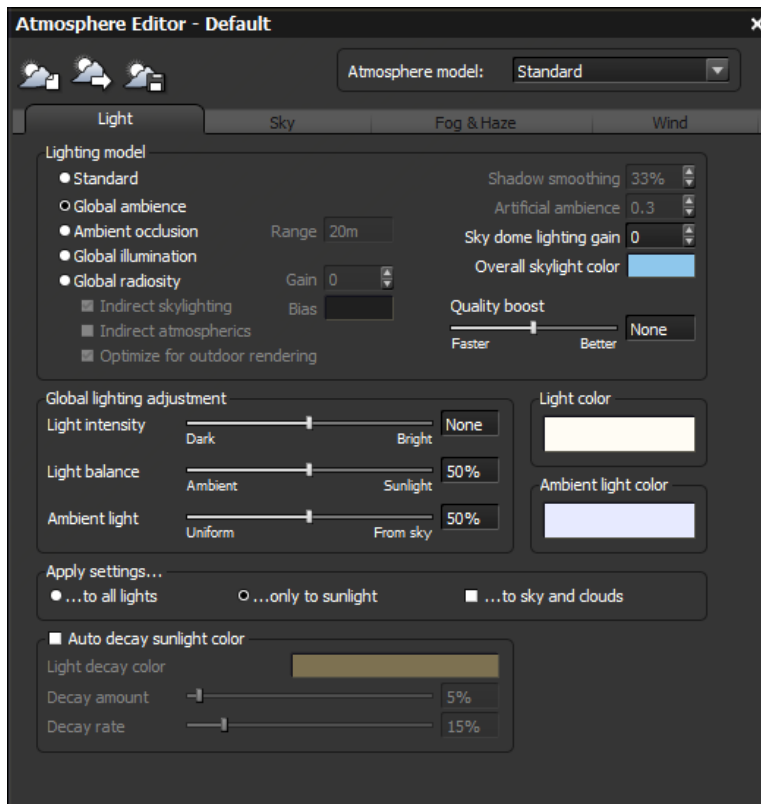 Atmosphere Editor - Default
Atmosphere model: Standard
Light Sky Fog & Haze Wind
Lighting model
Standard Shadow smoothing 33%
Global ambience Artificial ambience 0.3
Ambient occlusion Range 20m Sky dome lighting gain 0
Global illumination Overall skylight color
Global radiosity Gain 0
Indirect skylighting Bias Quality boost
Indirect atmospherics None
Faster Better
Optimize for outdoor rendering
Global lighting adjustment Light color
Light intensity None
Dark Bright
Light balance 50%
Ambient Sunlight Ambient light color
Ambient light 50%
Uniform From sky
Apply settings...
...to all lights ...only to sunlight ...to sky and clouds
Auto decay sunlight color
Light decay color
Decay amount 5%
Decay rate 15%